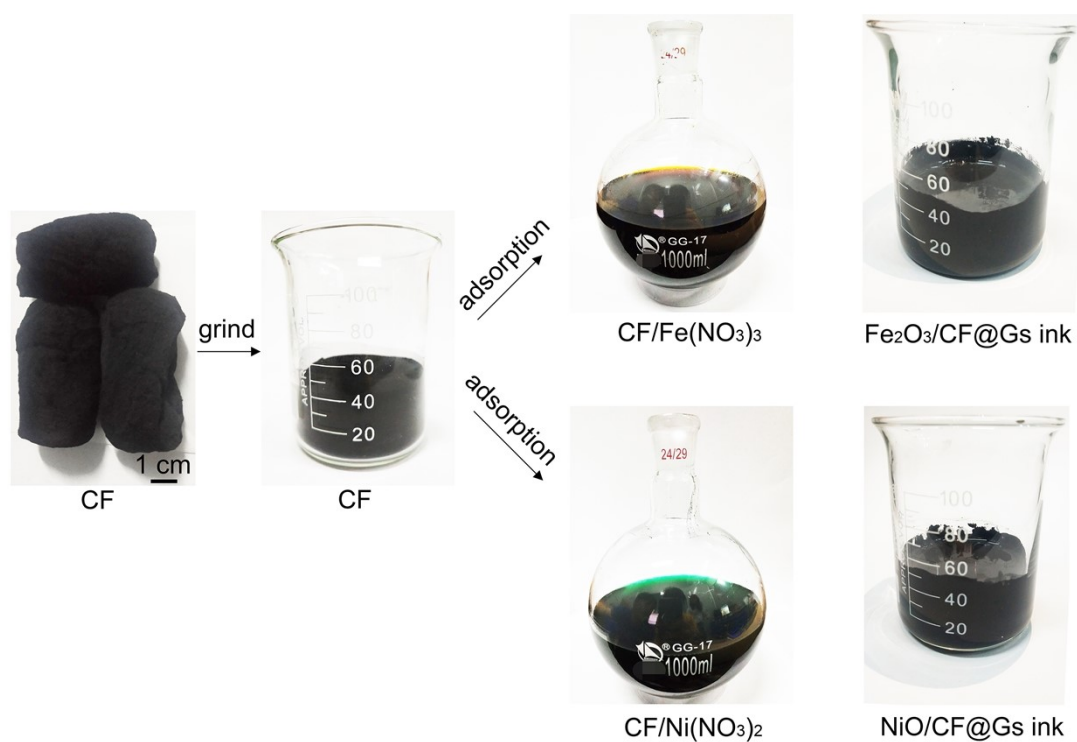 grind
1 cm
CF
100
80
60
40
20
CF
adsorption
adsorption
24/29
® GG-17
1000ml
CF/Fe(NO₃)₃
100
80
60
40
20
Fe₂O₃/CF@Gs ink
24/29
® GG-17
1000ml
CF/Ni(NO₃)₂
100
80
60
40
20
NiO/CF@Gs ink